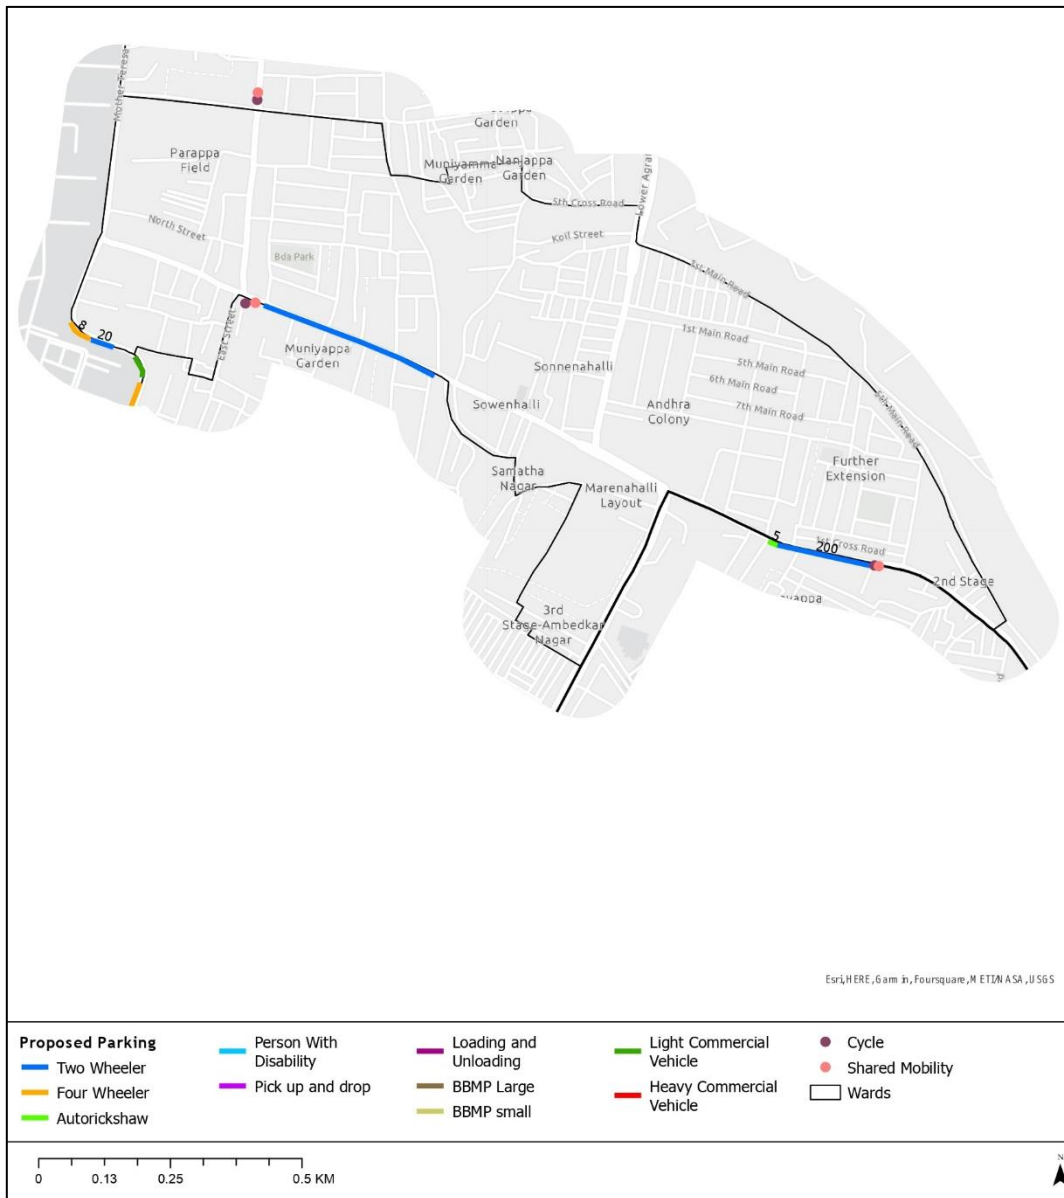 Mother Teresa
Garden
Parappa
Field
Muniyamma
Garden
Nanjappa
Garden
Lower Agra
5th Cross Road
Koil Street
North Street
Bda Park
1st Main Road
8
20
East Street
Muniyappa
Garden
Sonnenahalli
5th Main Road
6th Main Road
7th Main Road
5th Main Road
Sowenhalli
Andhra
Colony
Further
Extension
Samatha
Nagar
Marenahalli
Layout
5
200
1st Cross Road
2nd Stage
3rd
Stage-Ambedkar
Nagar
Esri, HERE, Garmin, Foursquare, METI/NASA, USGS
Proposed Parking
Two Wheeler
Four Wheeler
Autorickshaw
Person With
Disability
Pick up and drop
Loading and
Unloading
BBMP Large
BBMP small
Light Commercial
Vehicle
Heavy Commercial
Vehicle
Cycle
Shared Mobility
Wards
0 0.13 0.25 0.5 KM
N